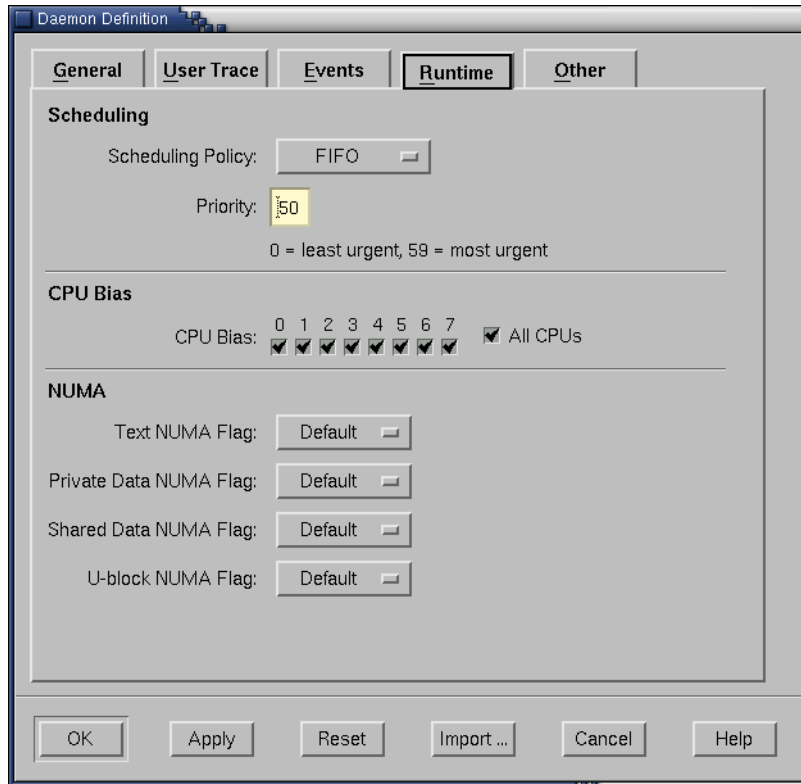 Daemon Definition
General User Trace Events Runtime Other
Scheduling
Scheduling Policy: FIFO
Priority: 50
0 = least urgent, 59 = most urgent
CPU Bias
0 1 2 3 4 5 6 7
CPU Bias: All CPUs
NUMA
Text NUMA Flag: Default
Private Data NUMA Flag: Default
Shared Data NUMA Flag: Default
U-block NUMA Flag: Default
OK Apply Reset Import ... Cancel Help